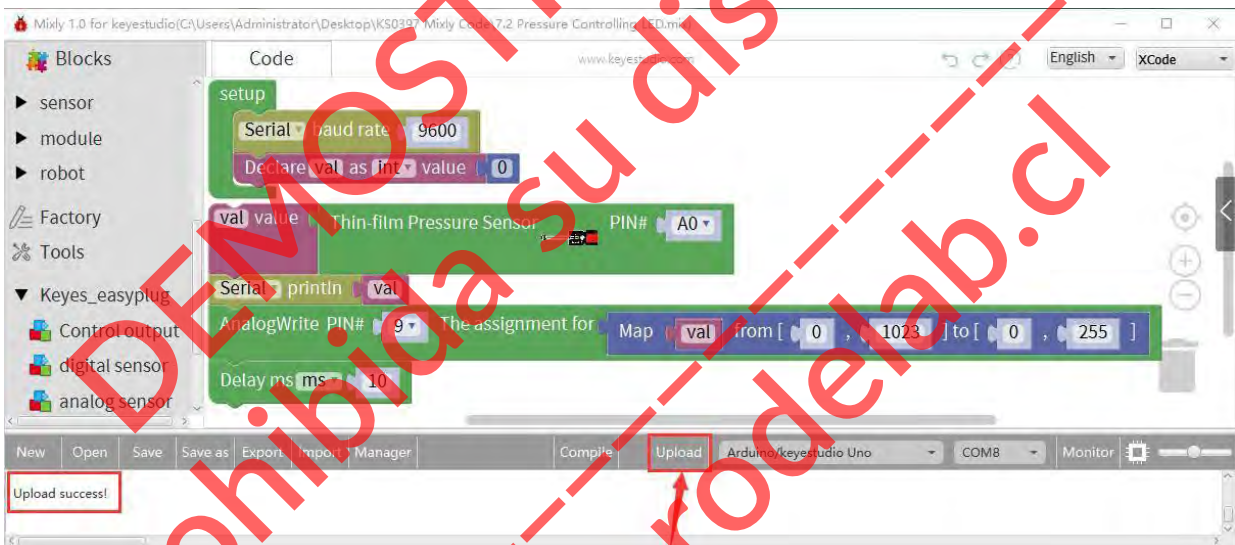 Mixly 1.0 for keyestudio(C:\Users\Administrator\Desktop\KS0397 Mixly Code\7.2 Pressure Controlling LED.mix)
Blocks
Code
www.keyestudio.com
English
XCode
sensor
module
robot
Factory
Tools
Keyes_easyplug
Control output
digital sensor
analog sensor
setup
Serial baud rate 9600
Declare val as int value 0
val value Thin-film Pressure Sensor PIN# A0
Serial println val
AnalogWrite PIN# 9 The assignment for Map val from [ 0 , 1023 ] to [ 0 , 255 ]
Delay ms ms 10
New Open Save Save as Export Import Manager Compile Upload Arduino/keyestudio Uno COM8 Monitor
Upload success!
DEMOST
ohibida su dis
rodelab.cl